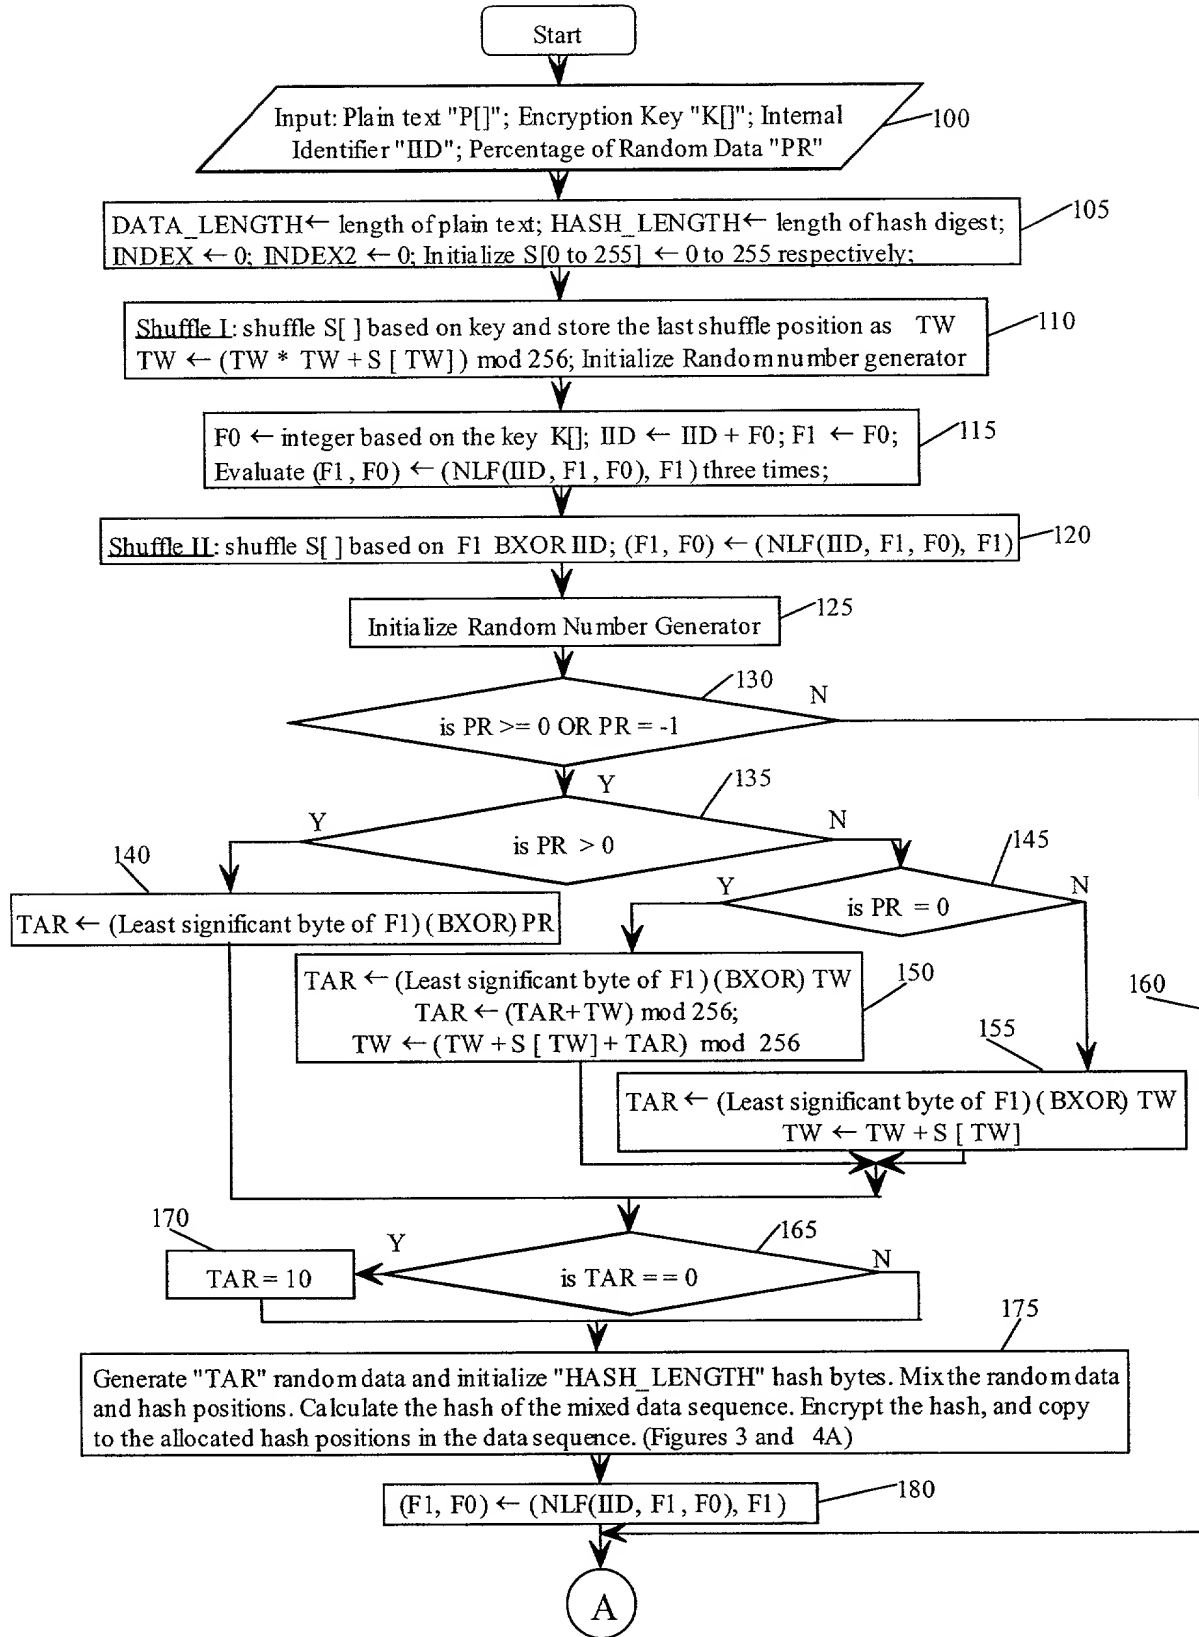 Start
Input: Plain text "P[]"; Encryption Key "K[]"; Internal
Identifier "IID"; Percentage of Random Data "PR"
100
DATA_LENGTH← length of plain text; HASH_LENGTH← length of hash digest;
INDEX ← 0; INDEX2 ← 0; Initialize S[0 to 255] ← 0 to 255 respectively;
105
Shuffle I: shuffle S[ ] based on key and store the last shuffle position as TW
TW ← (TW * TW + S [ TW]) mod 256; Initialize Random number generator
110
F0 ← integer based on the key K[]; IID ← IID + F0; F1 ← F0;
Evaluate (F1, F0) ← (NLF(IID, F1, F0), F1) three times;
115
Shuffle II: shuffle S[ ] based on F1 BXOR IID; (F1, F0) ← (NLF(IID, F1, F0), F1)
120
Initialize Random Number Generator
125
130
N
is PR >= 0 OR PR = -1
Y
135
Y
N
is PR > 0
140
145
TAR ← (Least significant byte of F1) (BXOR) PR
Y
N
is PR = 0
TAR ← (Least significant byte of F1) (BXOR) TW
TAR ← (TAR+TW) mod 256;
TW ← (TW + S [ TW] + TAR) mod 256
150
160
155
TAR ← (Least significant byte of F1) (BXOR) TW
TW ← TW + S [ TW]
170
TAR = 10
Y
165
N
is TAR == 0
175
Generate "TAR" random data and initialize "HASH_LENGTH" hash bytes. Mix the random data
and hash positions. Calculate the hash of the mixed data sequence. Encrypt the hash, and copy
to the allocated hash positions in the data sequence. (Figures 3 and 4A)
(F1, F0) ← (NLF(IID, F1, F0), F1)
180
A